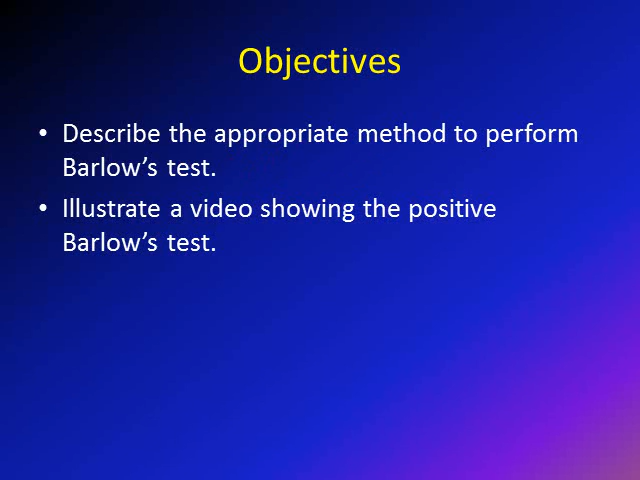 Objectives
• Describe the appropriate method to perform
Barlow’s test.
• Illustrate a video showing the positive
Barlow’s test.